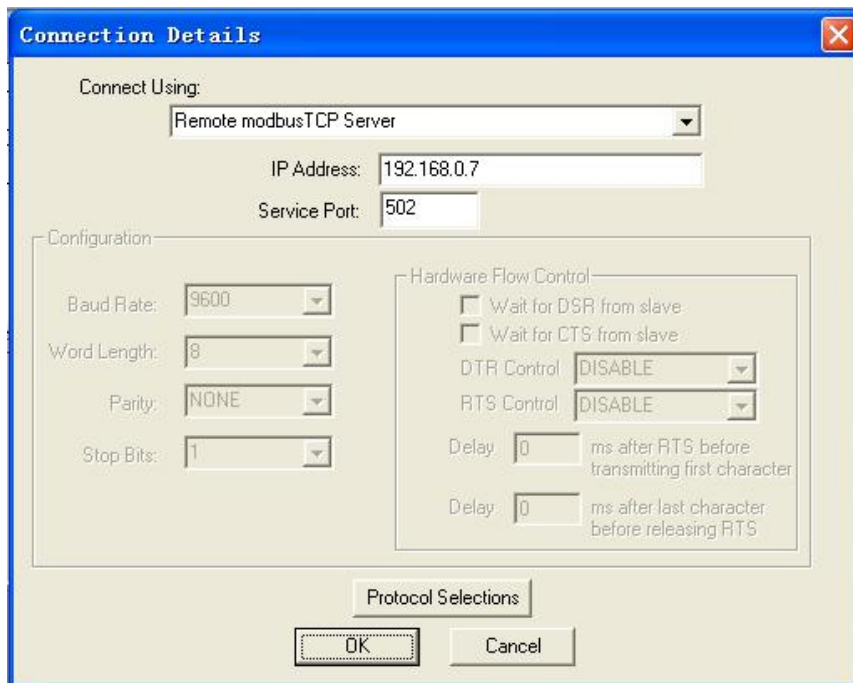 Connection Details
Connect Using:
Remote modbusTCP Server
IP Address: 192.168.0.7
Service Port: 502
Configuration
Baud Rate: 9600
Word Length: 8
Parity: NONE
Stop Bits: 1
Hardware Flow Control
Wait for DSR from slave
Wait for CTS from slave
DTR Control DISABLE
RTS Control DISABLE
Delay 0 ms after RTS before
transmitting first character
Delay 0 ms after last character
before releasing RTS
Protocol Selections
OK Cancel